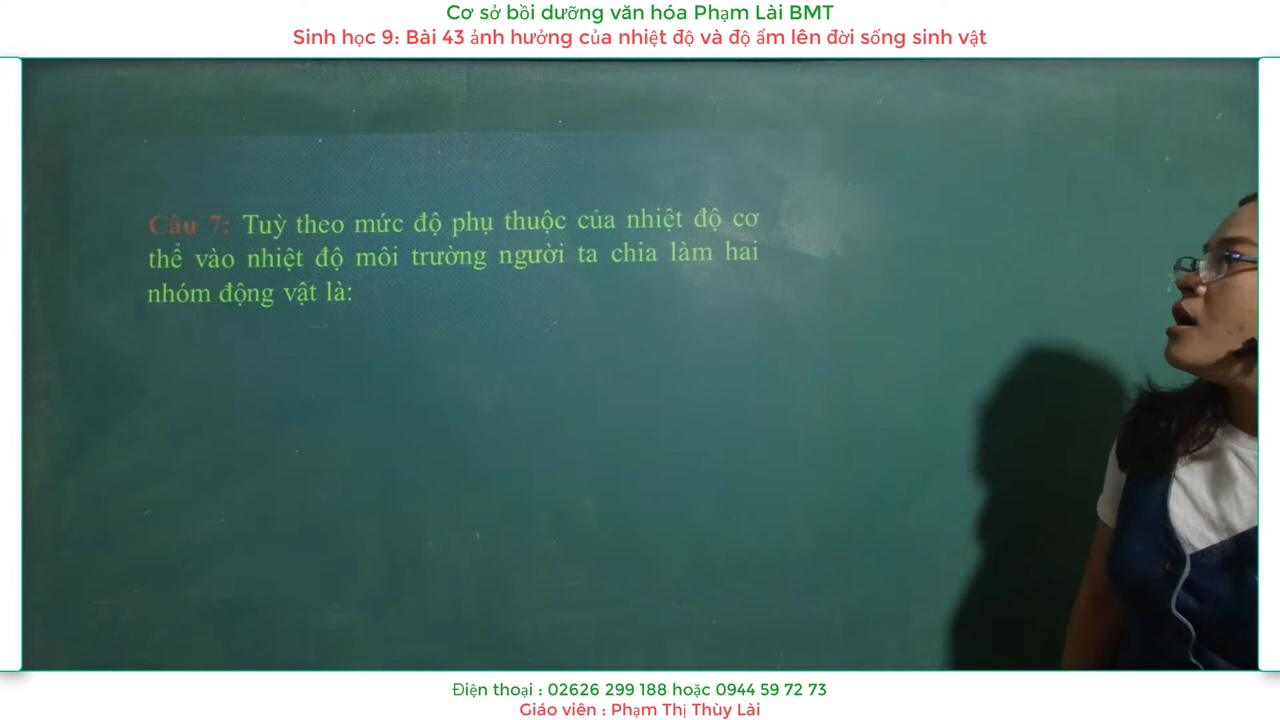 Cơ sở bồi dưỡng văn hóa Phạm Lài BMT
Sinh học 9: Bài 43 ảnh hưởng của nhiệt độ và độ ẩm lên đời sống sinh vật
Câu 7: Tuỳ theo mức độ phụ thuộc của nhiệt độ cơ
thể vào nhiệt độ môi trường người ta chia làm hai
nhóm động vật là:
Điện thoại : 02626 299 188 hoặc 0944 59 72 73
Giáo viên : Phạm Thị Thùy Lài